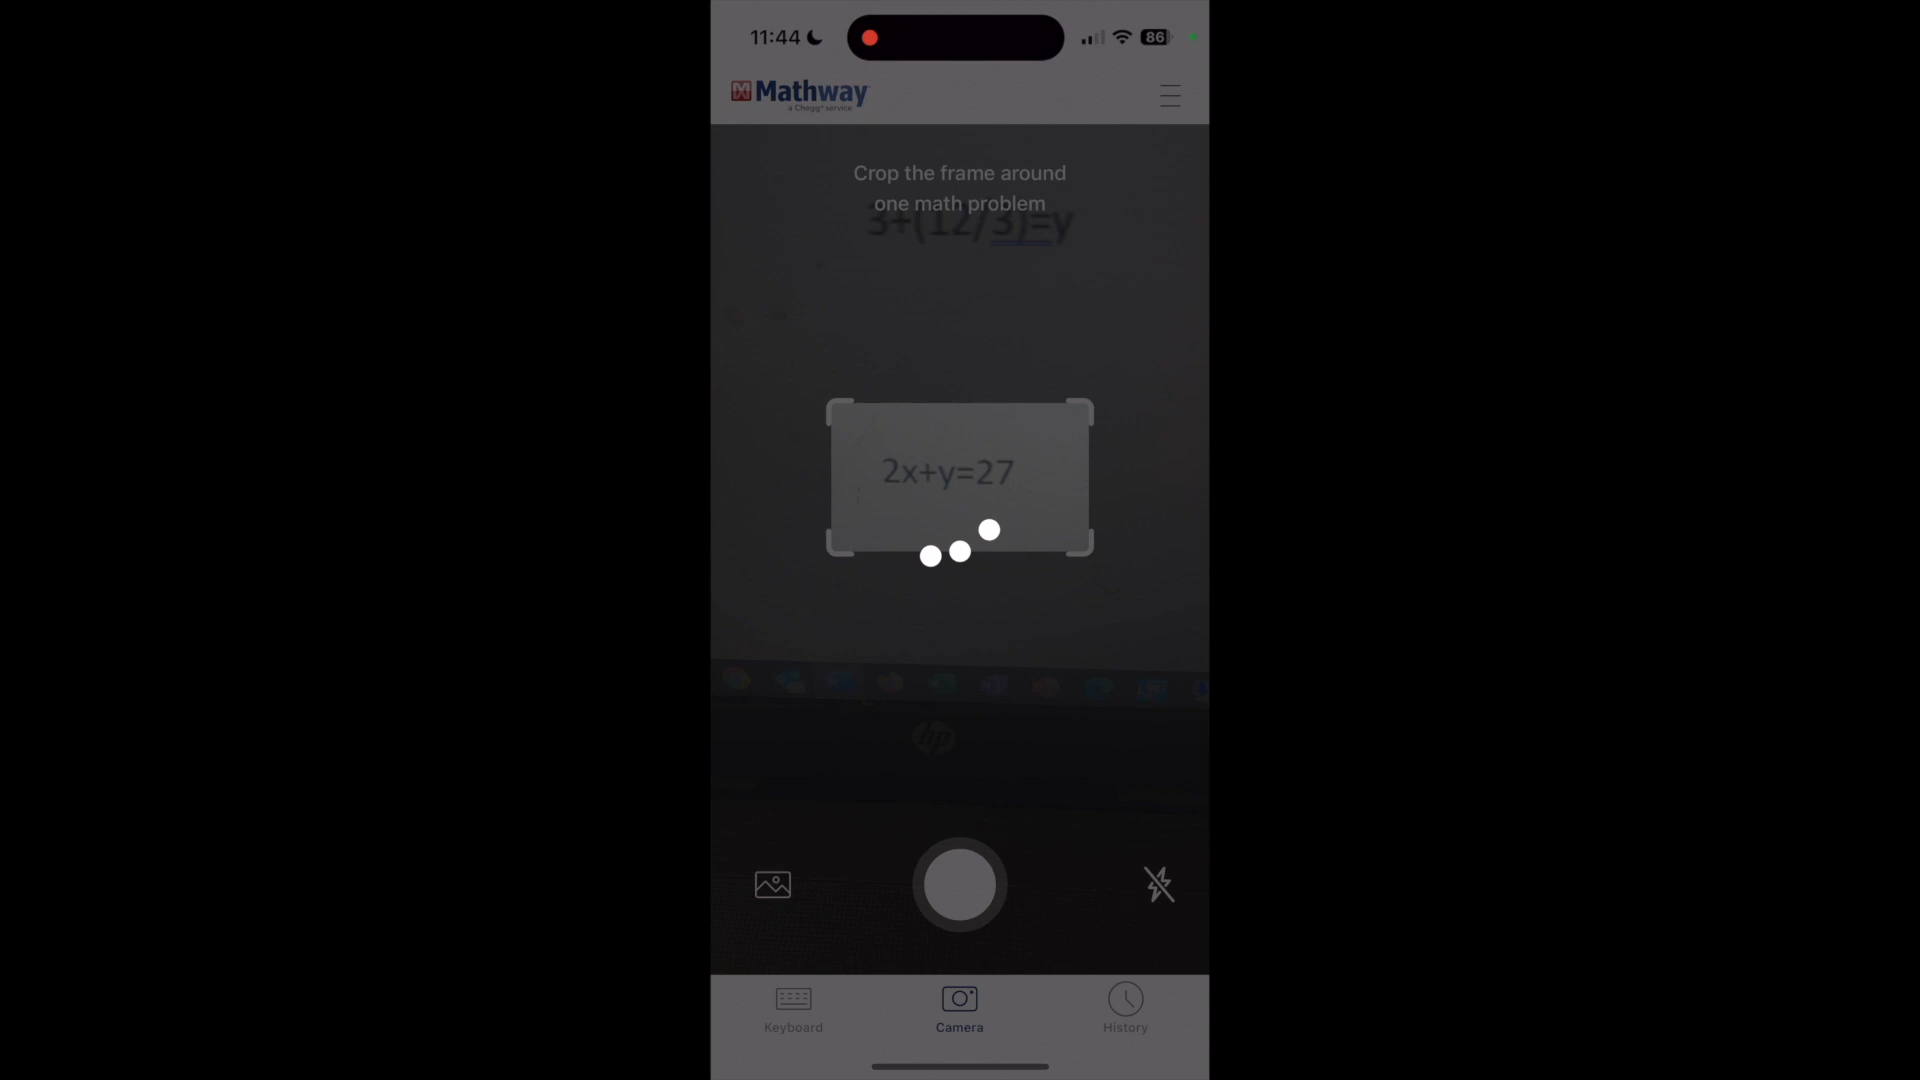 11:44
86
Mathway
a Chegg® service
Crop the frame around
one math problem
3+(12/3)=y
2x+y=27
hp
Keyboard
Camera
History